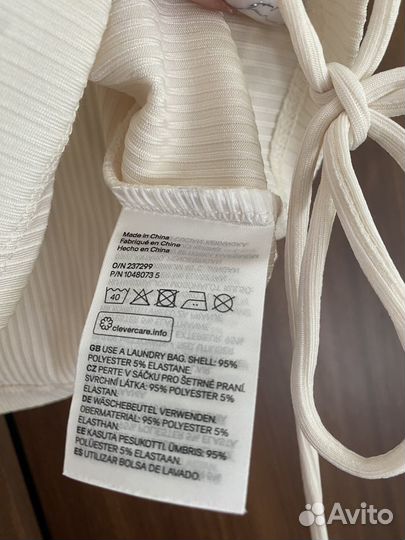 Made in China
Fabriqué en Chine
Hecho en China
O/N 237299
P/N 1048073 5
40
clevercare.info
GB USE A LAUNDRY BAG. SHELL: 95%
POLYESTER 5% ELASTANE.
CZ PERTE V SÁČKU PRO ŠETRNÉ PRANÍ.
SVRCHNÍ LÁTKA: 95% POLYESTER 5%
ELASTAN.
DE WÄSCHEBEUTEL VERWENDEN.
OBERMATERIAL: 95% POLYESTER 5%
ELASTHAN.
EE KASUTA PESUKOTTI. ÜMBRIS: 95%
POLÜESTER 5% ELASTAAN.
ES UTILIZAR BOLSA DE LAVADO.
Avito